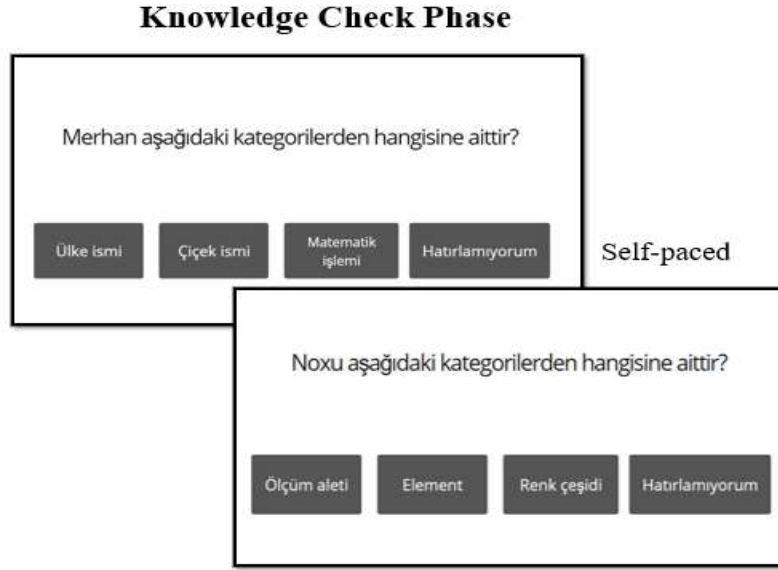 Knowledge Check Phase
Merhan aşağıdaki kategorilerden hangisine aittir?
Ülke ismi
Çiçek ismi
Matematik
işlemi
Hatırlamıyorum
Self-paced
Noxu aşağıdaki kategorilerden hangisine aittir?
Ölçüm aleti
Element
Renk çeşidi
Hatırlamıyorum